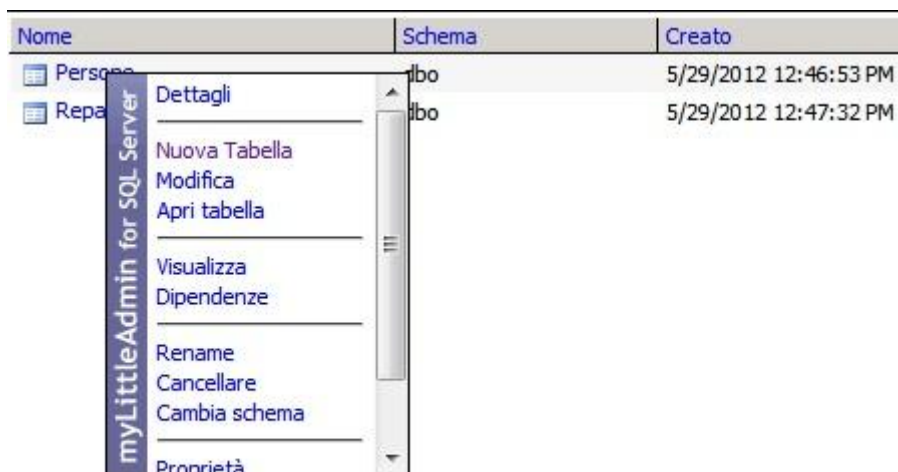 Nome Schema Creato
dbo 5/29/2012 12:46:53 PM
dbo 5/29/2012 12:47:32 PM
myLittleAdmin for SQL Server
Dettagli
Nuova Tabella
Modifica
Apri tabella
Visualizza
Dipendenze
Rename
Cancellare
Cambia schema
Proprietà